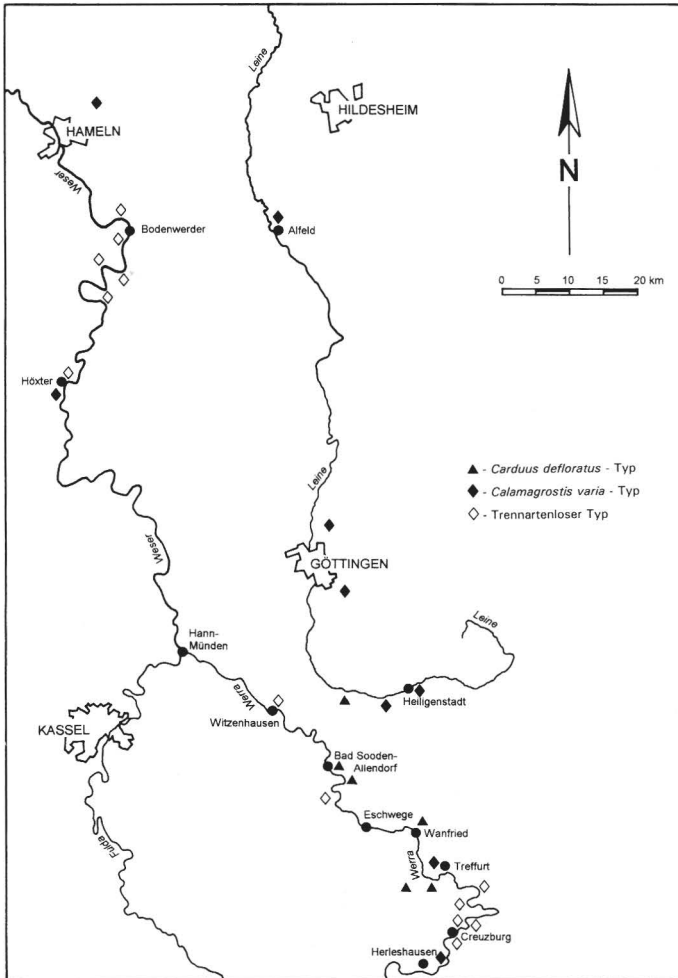 Leine
HILDESHEIM
HAMELN
Weser
N
Bodenwerder
Alfeld
0 5 10 15 20 km
Höxter
▲ - Carduus defloratus - Typ
◆ - Calamagrostis varia - Typ
◇ - Trennartenloser Typ
Leine
Weser
GÖTTINGEN
Leine
Hann-
Münden
Werra
Heiligenstadt
Witzenhausen
KASSEL
Bad Sooden-
Allendorf
Eschwege
Wanfried
Fulda
Werra
Treffurt
Creuzburg
Herleshausen